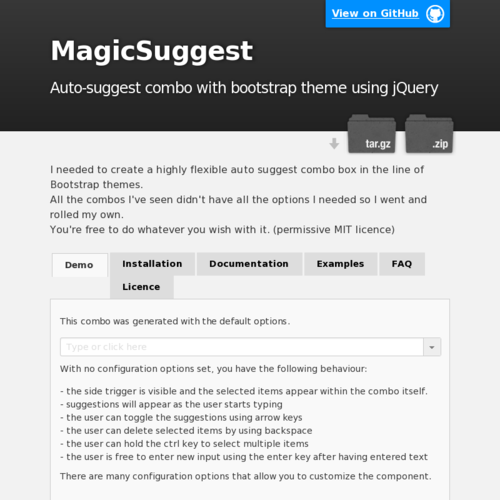 View on GitHub
MagicSuggest
Auto-suggest combo with bootstrap theme using jQuery
tar.gz
.zip
I needed to create a highly flexible auto suggest combo box in the line of
Bootstrap themes.
All the combos I've seen didn't have all the options I needed so I went and
rolled my own.
You're free to do whatever you wish with it. (permissive MIT licence)
Demo
Installation
Documentation
Examples
FAQ
Licence
This combo was generated with the default options.
Type or click here
With no configuration options set, you have the following behaviour:
- the side trigger is visible and the selected items appear within the combo itself.
- suggestions will appear as the user starts typing
- the user can toggle the suggestions using arrow keys
- the user can delete selected items by using backspace
- the user can hold the ctrl key to select multiple items
- the user is free to enter new input using the enter key after having entered text
There are many configuration options that allow you to customize the component.